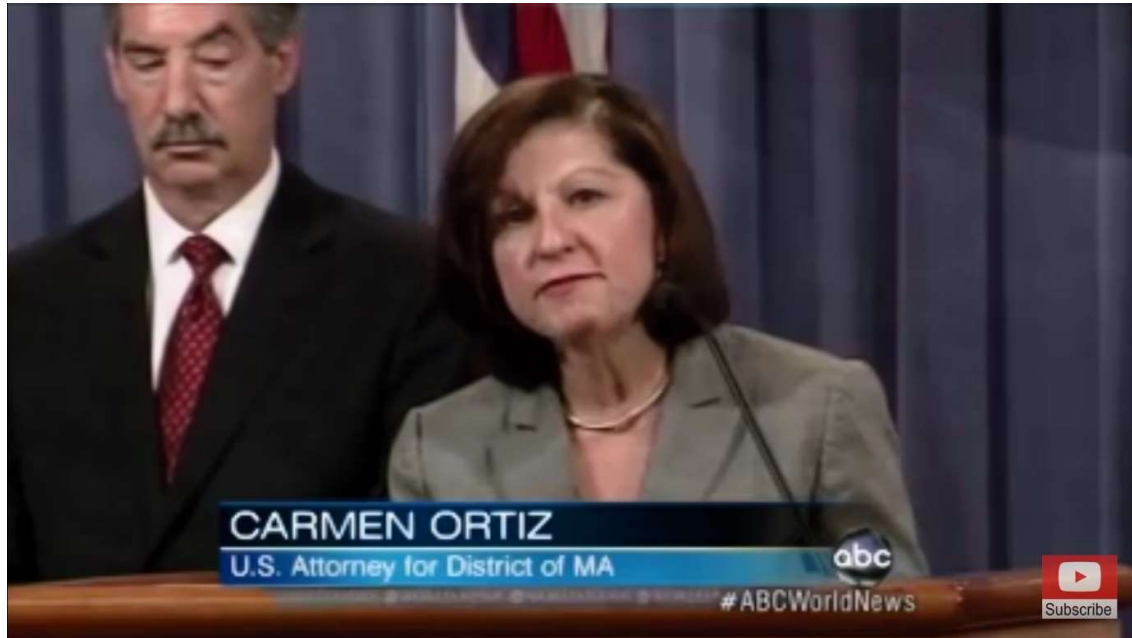 CARMEN ORTIZ
U.S. Attorney for District of MA
abc
#ABCWorldNews
Subscribe